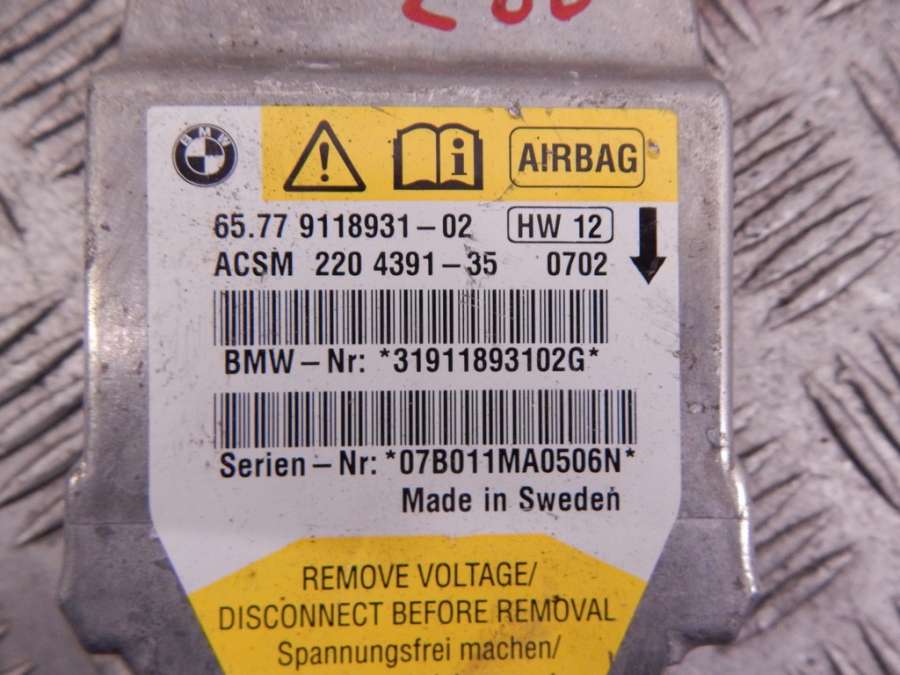 BMW
AIRBAG
65.77 9118931-02 HW 12
ACSM 220 4391-35 0702
BMW-Nr: *31911893102G*
Serien-Nr: *07B011MA0506N*
Made in Sweden
REMOVE VOLTAGE/
DISCONNECT BEFORE REMOVAL
Spannungsfrei machen/